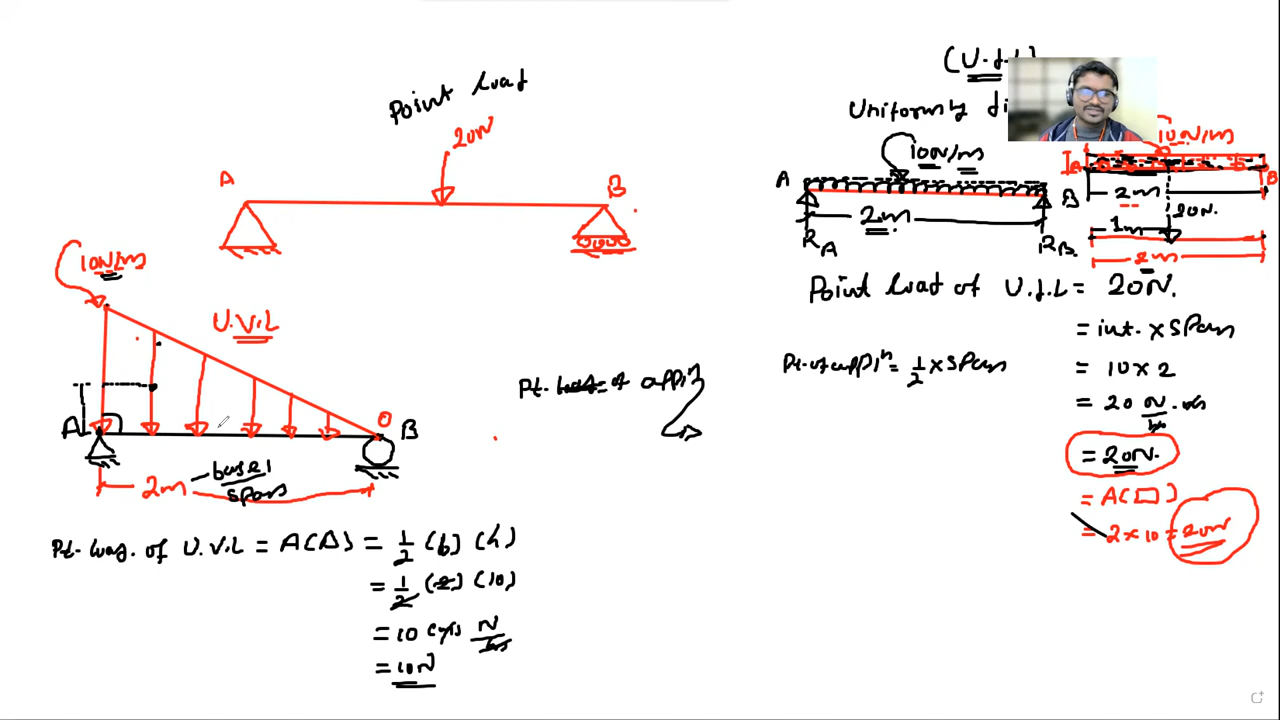 Point load
20N
A
B
(U.d.L)
Uniformly di
10N/m
A
B
2m
RA
RB
10N/m
A
B
2m
20N.
1m
2m
Point load of U.d.L = 20N.
= int. x span
= 10 x 2
= 20 N/m . m
= 20N.
= A(□)
= 2 x 10 = 20N
Pt. of appl^n = 1/2 x span
10N/m
U.V.L
A
O
B
2m
base/
span
Pt. of appl^n
Pt. load of U.V.L = A(Δ) = 1/2 (b) (h)
= 1/2 (2) (10)
= 10 N/m
= 10N